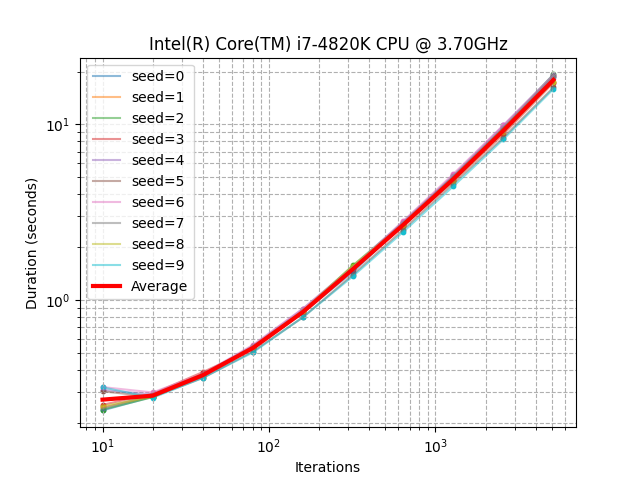 Intel(R) Core(TM) i7-4820K CPU @ 3.70GHz
seed=0
seed=1
seed=2
seed=3
seed=4
seed=5
seed=6
seed=7
seed=8
seed=9
Average
Duration (seconds)
10¹
10⁰
10¹ 10² 10³
Iterations